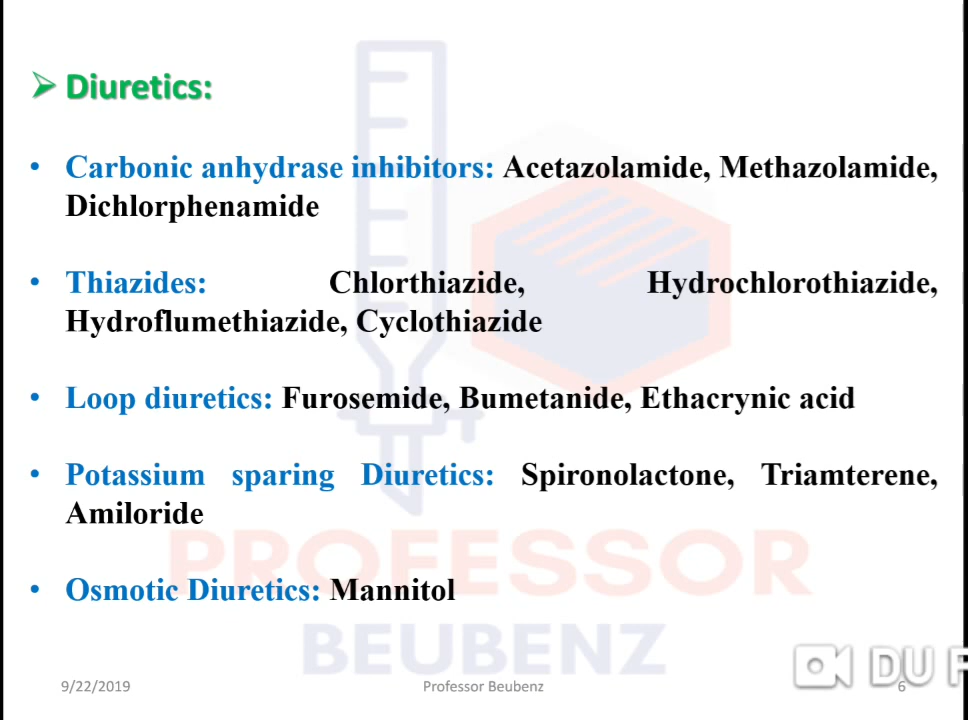 Diuretics:
• Carbonic anhydrase inhibitors: Acetazolamide, Methazolamide,
Dichlorphenamide
• Thiazides: Chlorthiazide, Hydrochlorothiazide,
Hydroflumethiazide, Cyclothiazide
• Loop diuretics: Furosemide, Bumetanide, Ethacrynic acid
• Potassium sparing Diuretics: Spironolactone, Triamterene,
Amiloride
PROFESSOR
• Osmotic Diuretics: Mannitol
BEUBENZ
DU
9/22/2019 Professor Beubenz 6